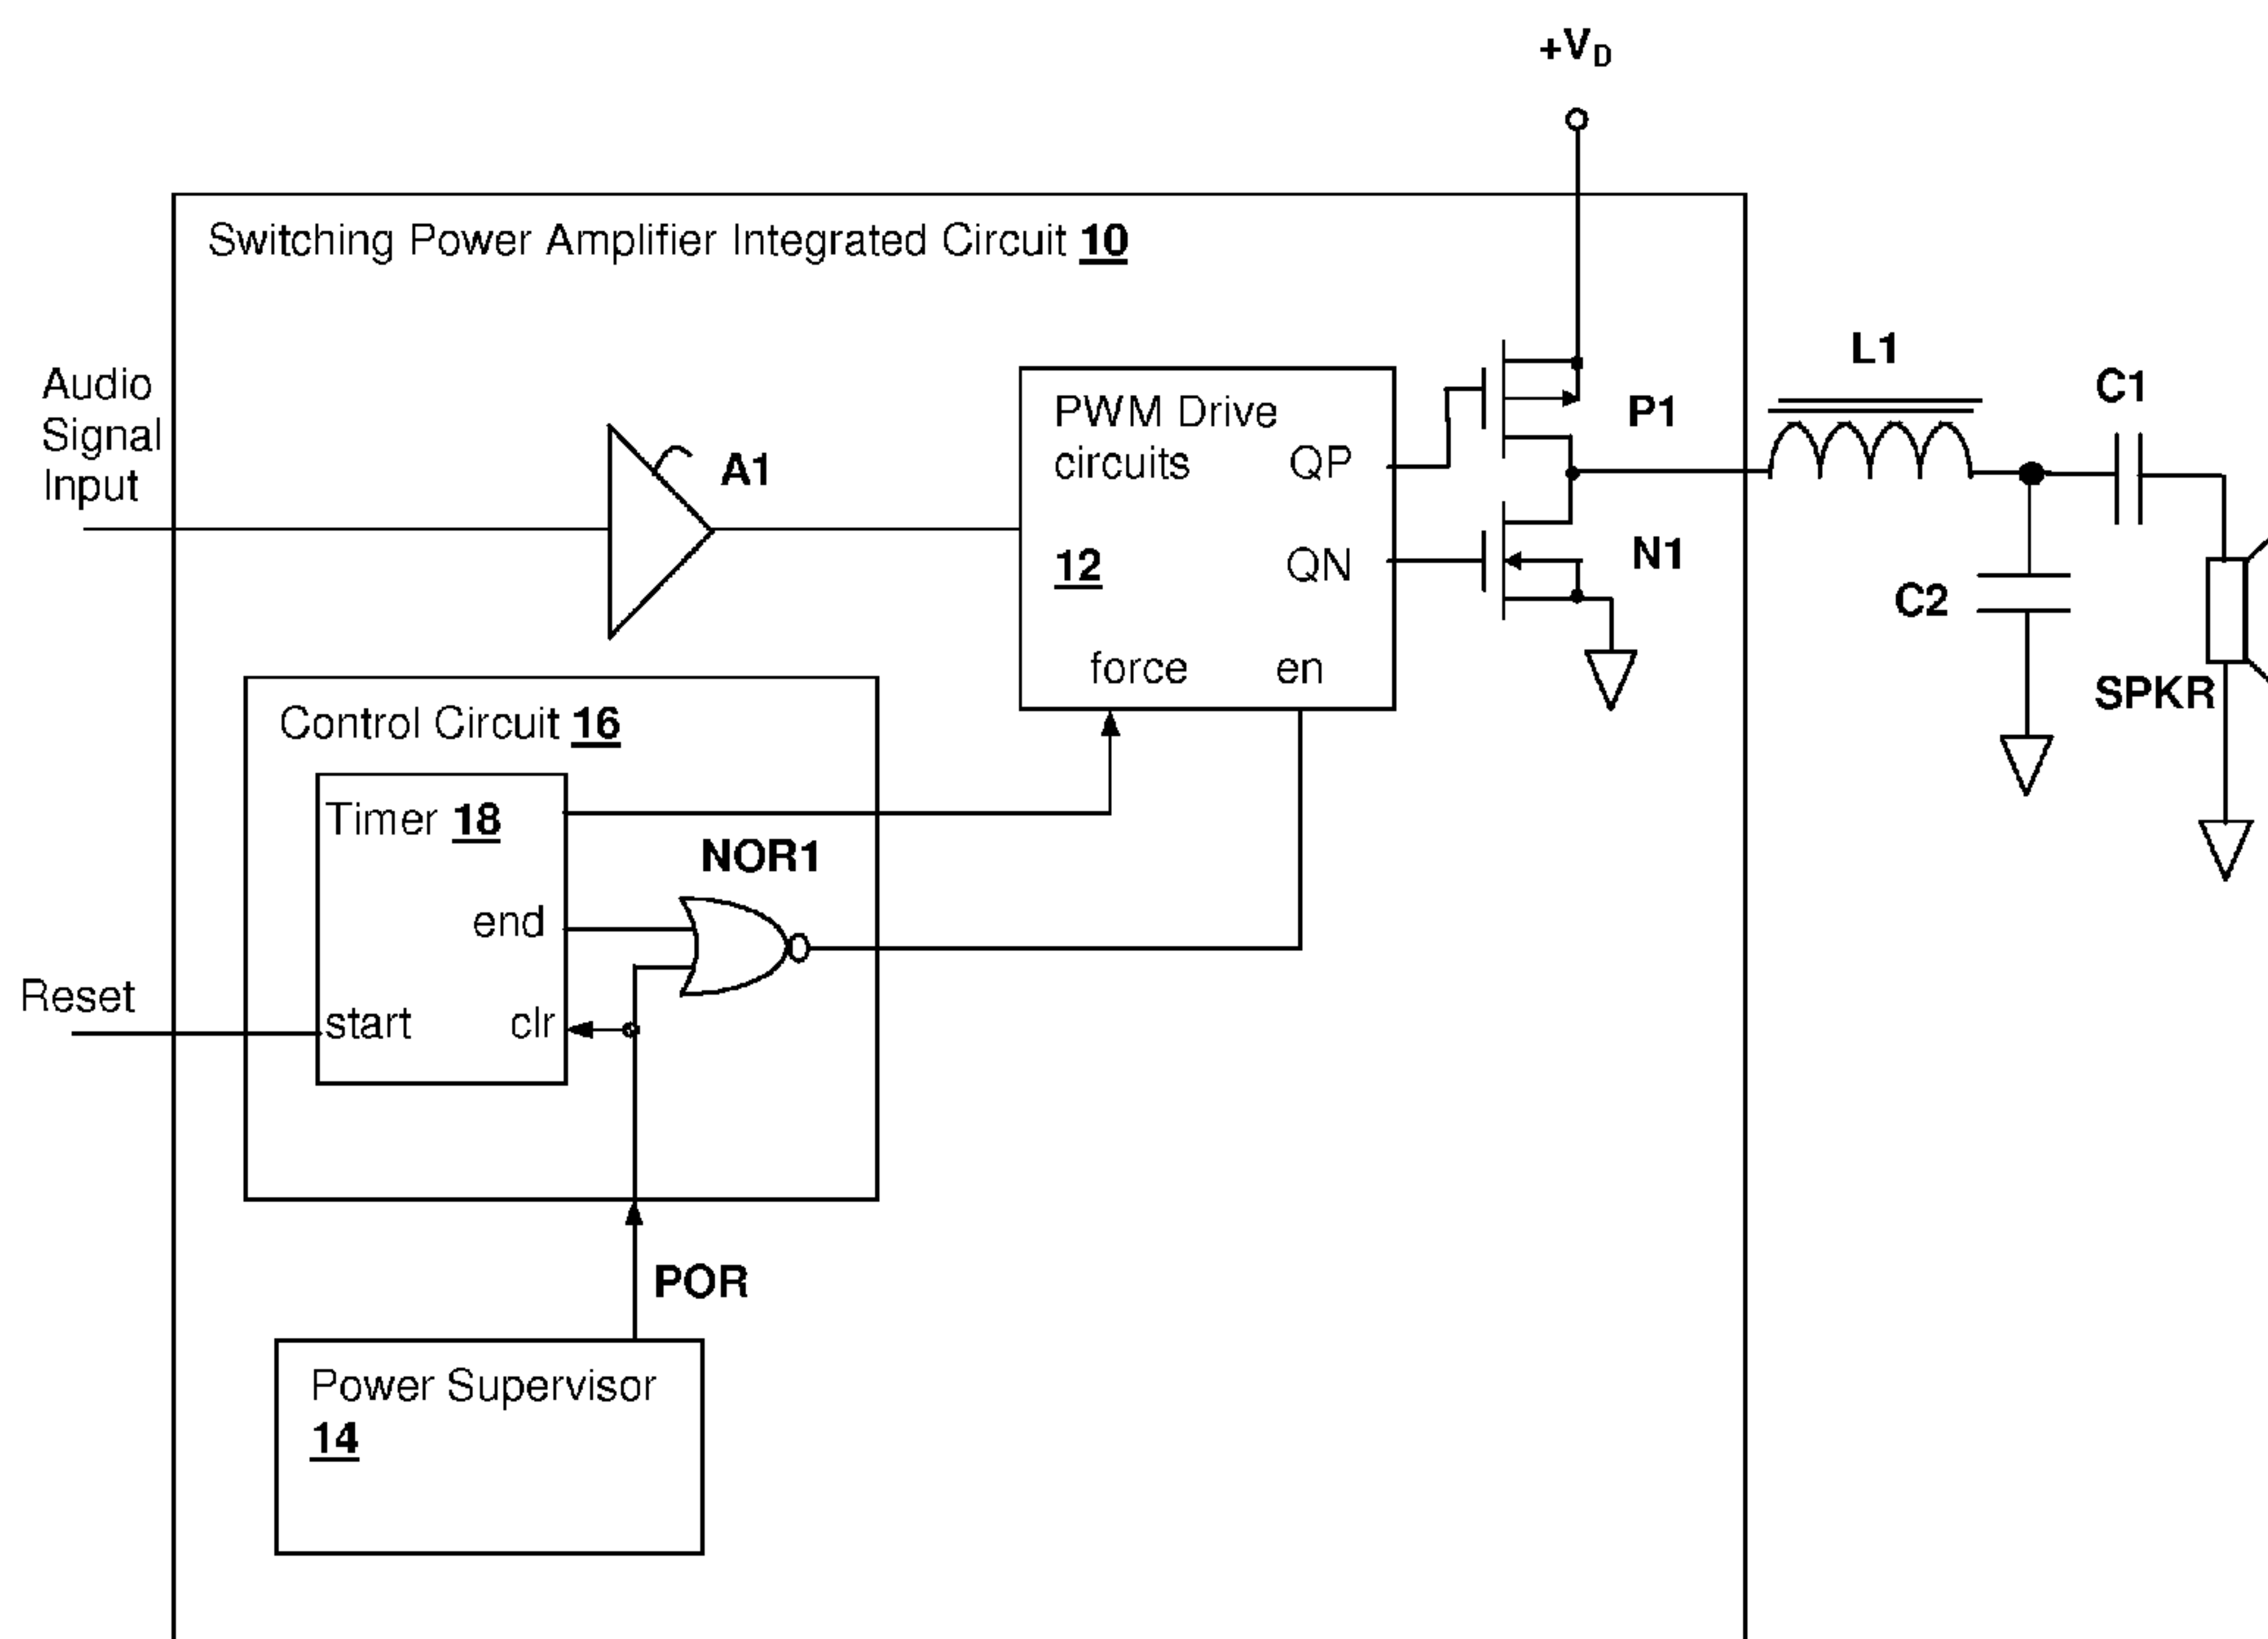 +VD
Switching Power Amplifier Integrated Circuit 10
Audio
Signal
Input
A1
PWM Drive
circuits
QP
12
QN
force en
P1
N1
L1
C1
C2
SPKR
Control Circuit 16
Timer 18
NOR1
end
Reset
start clr
POR
Power Supervisor
14